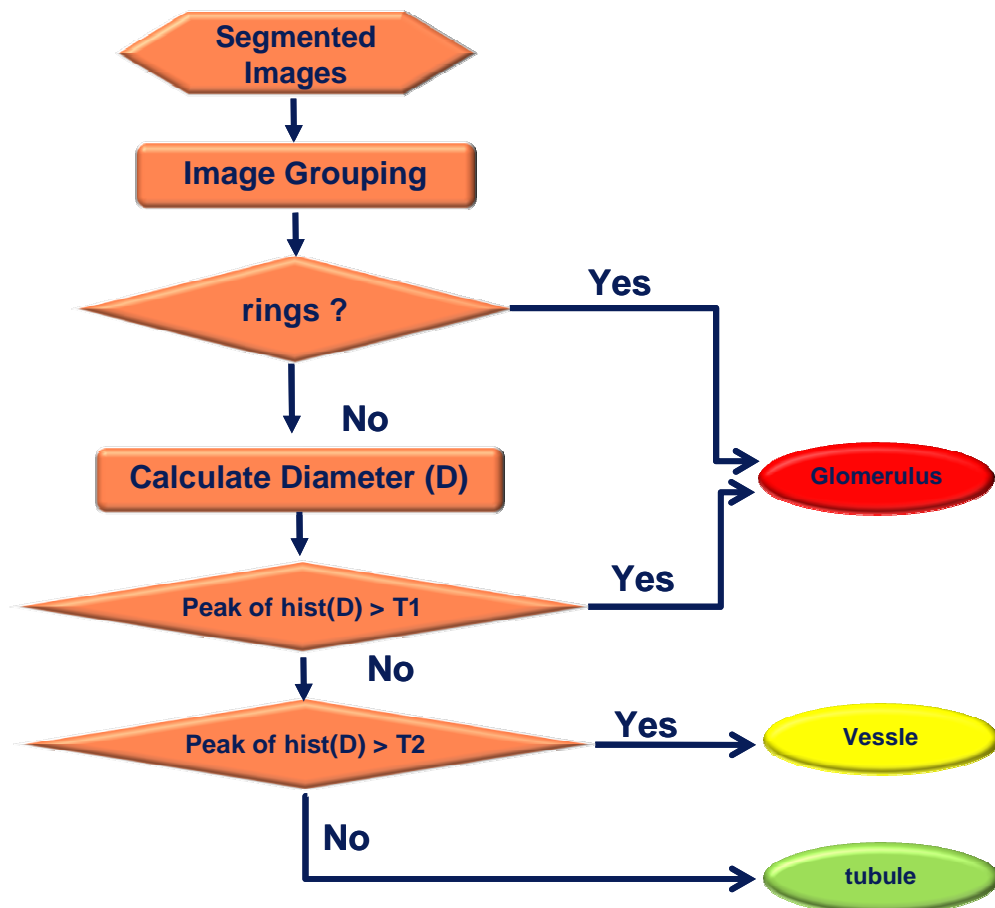 Segmented
Images
Image Grouping
rings ?
Yes
No
Calculate Diameter (D)
Glomerulus
Peak of hist(D) > T1
Yes
No
Peak of hist(D) > T2
Yes
Vessle
No
tubule